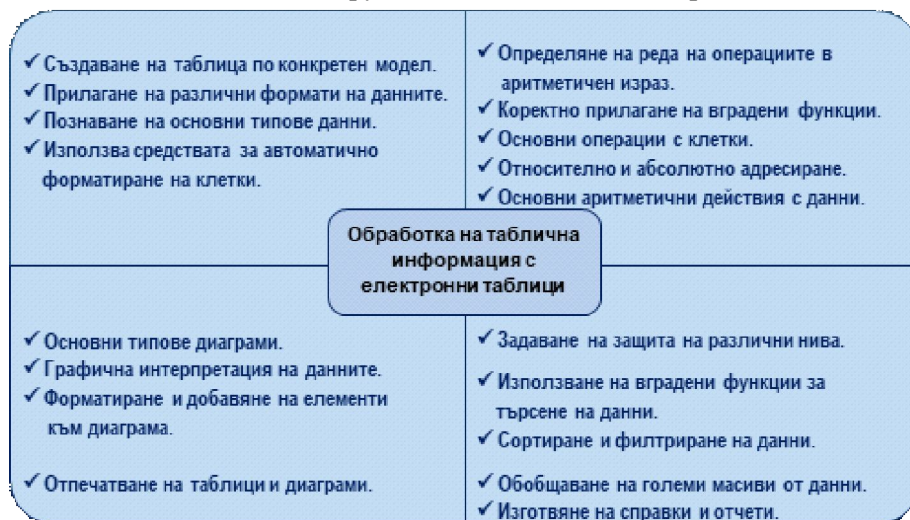 ✓ Създаване на таблица по конкретен модел.
✓ Прилагане на различни формати на данните.
✓ Познаване на основни типове данни.
✓ Използва средствата за автоматично
форматиране на клетки.
✓ Определяне на реда на операциите в
аритметичен израз.
✓ Коректно прилагане на вградени функции.
✓ Основни операции с клетки.
✓ Относително и абсолютно адресиране.
✓ Основни аритметични действия с данни.
Обработка на таблична
информация с
електронни таблици
✓ Основни типове диаграми.
✓ Графична интерпретация на данните.
✓ Форматиране и добавяне на елементи
към диаграма.
✓ Отпечатване на таблици и диаграми.
✓ Задаване на защита на различни нива.
✓ Използване на вградени функции за
търсене на данни.
✓ Сортиране и филтриране на данни.
✓ Обобщаване на големи масиви от данни.
✓ Изготвяне на справки и отчети.